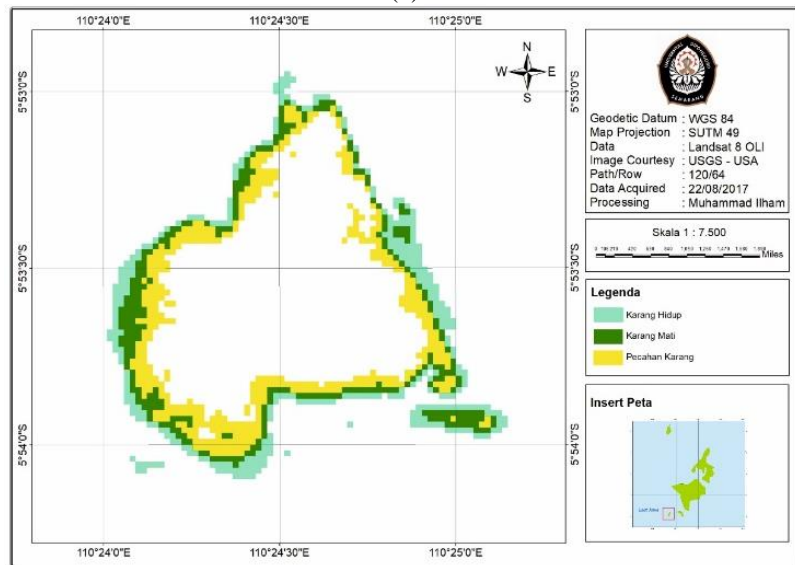 110°24'0"E 110°24'30"E 110°25'0"E
5°53'0"S 5°53'0"S
5°53'30"S 5°53'30"S
5°54'0"S 5°54'0"S
110°24'0"E 110°24'30"E 110°25'0"E
N
W E
S
SEMARANG
Geodetic Datum : WGS 84
Map Projection : SUTM 49
Data : Landsat 8 OLI
Image Courtesy : USGS - USA
Path/Row : 120/64
Data Acquired : 22/08/2017
Processing : Muhammad Ilham
Skala 1 : 7.500
Miles
Legenda
Karang Hidup
Karang Mati
Pecahan Karang
Insert Peta